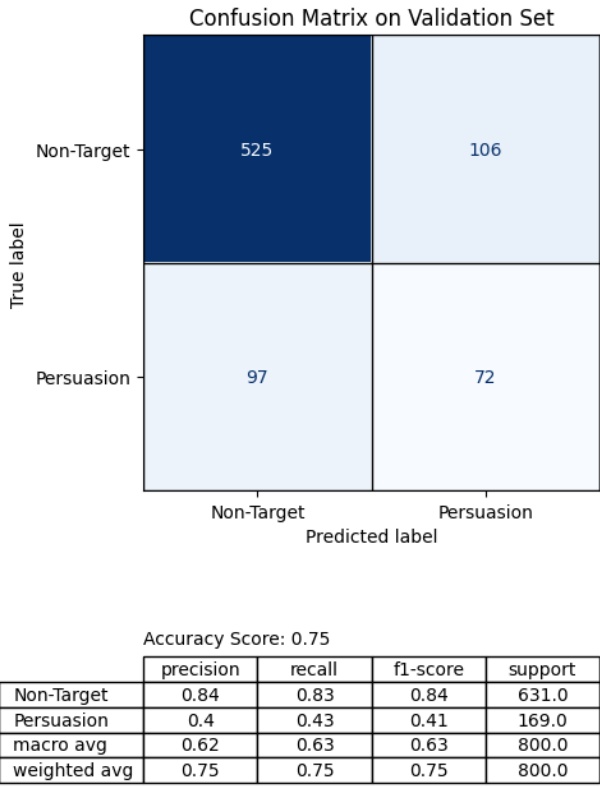 Confusion Matrix on Validation Set
True label
Non-Target 525 106
Persuasion 97 72
Non-Target Persuasion
Predicted label
Accuracy Score: 0.75
precision recall f1-score support
Non-Target 0.84 0.83 0.84 631.0
Persuasion 0.4 0.43 0.41 169.0
macro avg 0.62 0.63 0.63 800.0
weighted avg 0.75 0.75 0.75 800.0